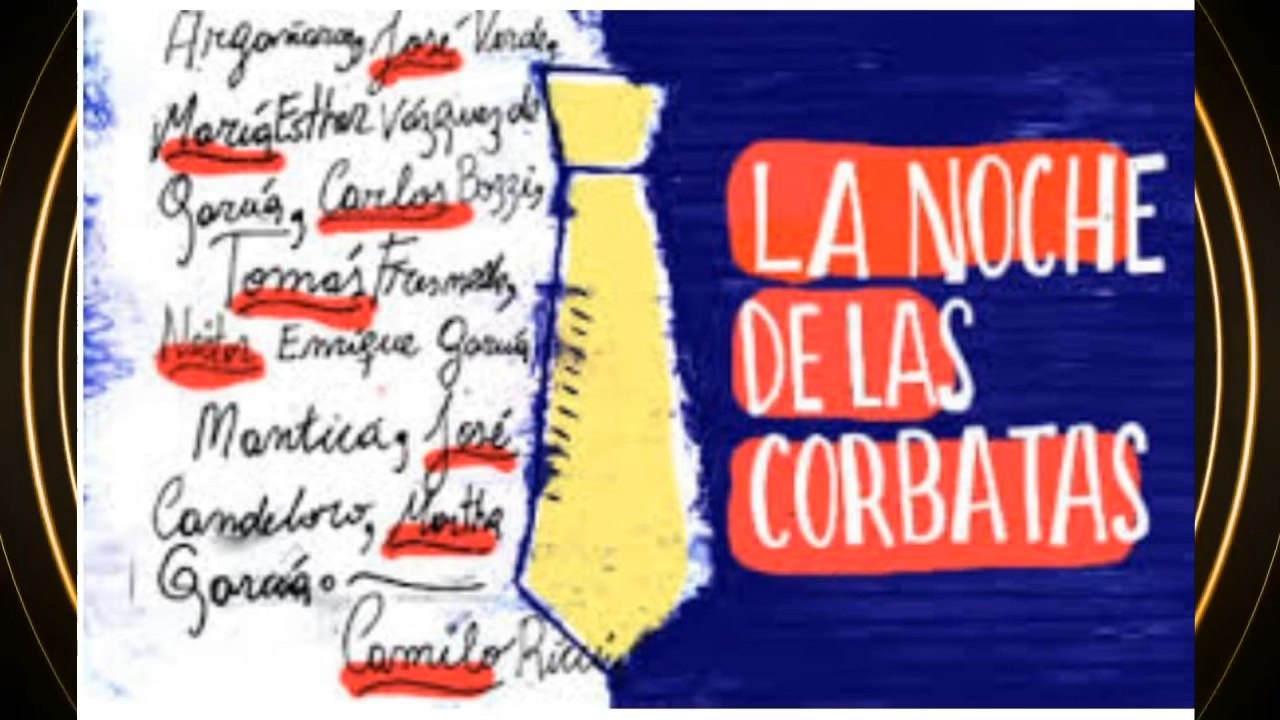 Argañaraz, José Verde,
María Esther Vázquez de
García, Carlos Bozzi,
Tomás Fresneda,
Néstor Enrique García
Mantica, José
Candeloro, Martha
García.
Camilo Ricci
LA NOCHE
DE LAS
CORBATAS